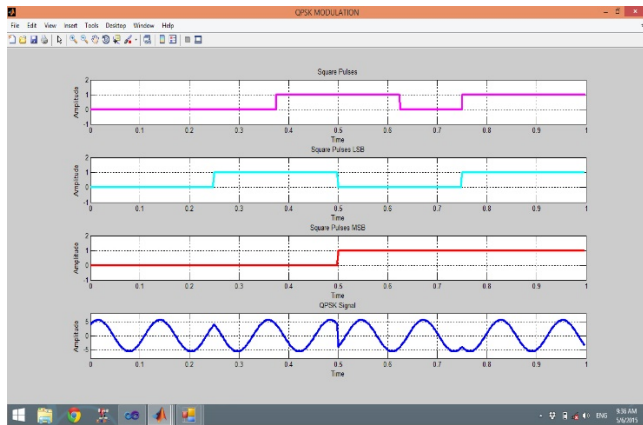 QPSK MODULATION
File Edit View Insert Tools Desktop Window Help
Square Pulses
Amplitude
2
1
0
-1
0 0.1 0.2 0.3 0.4 0.5 0.6 0.7 0.8 0.9 1
Time
Square Pulses LSB
Amplitude
2
1
0
-1
0 0.1 0.2 0.3 0.4 0.5 0.6 0.7 0.8 0.9 1
Time
Square Pulses MSB
Amplitude
2
1
0
-1
0 0.1 0.2 0.3 0.4 0.5 0.6 0.7 0.8 0.9 1
Time
QPSK Signal
Amplitude
5
0
-5
0 0.1 0.2 0.3 0.4 0.5 0.6 0.7 0.8 0.9 1
Time
ENG
9:36 AM
5/6/2015